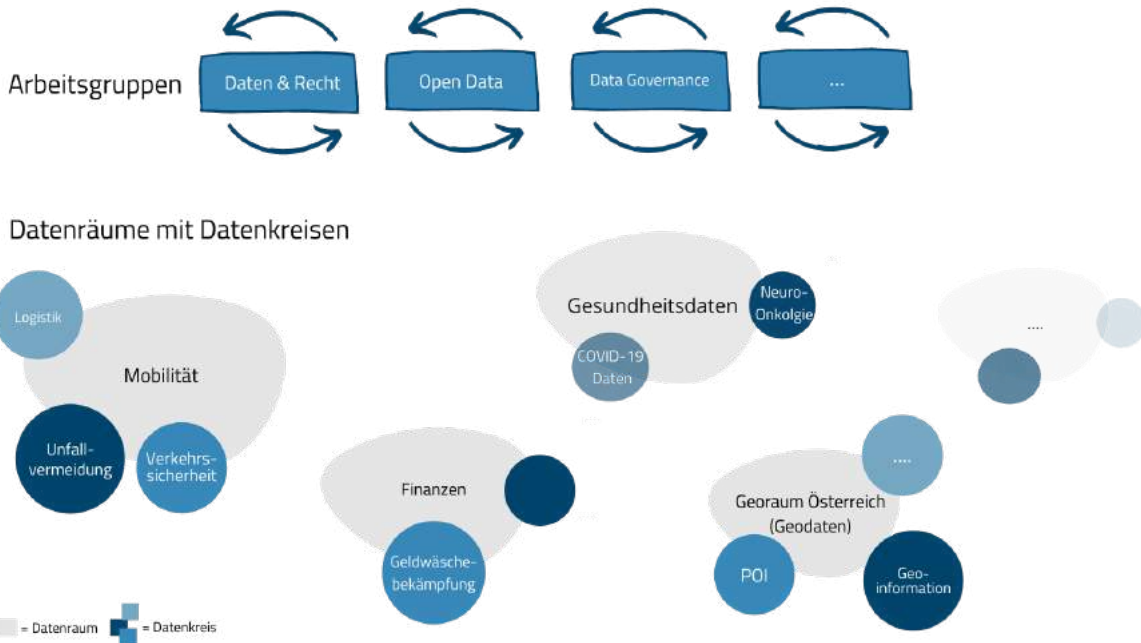 Arbeitsgruppen
Daten & Recht
Open Data
Data Governance
...
Datenräume mit Datenkreisen
Logistik
Mobilität
Unfall-
vermeidung
Verkehrs-
sicherheit
Gesundheitsdaten
Neuro-
Onkolgie
COVID-19
Daten
....
Finanzen
Geldwäsche-
bekämpfung
....
Georaum Österreich
(Geodaten)
POI
Geo-
information
= Datenraum
= Datenkreis